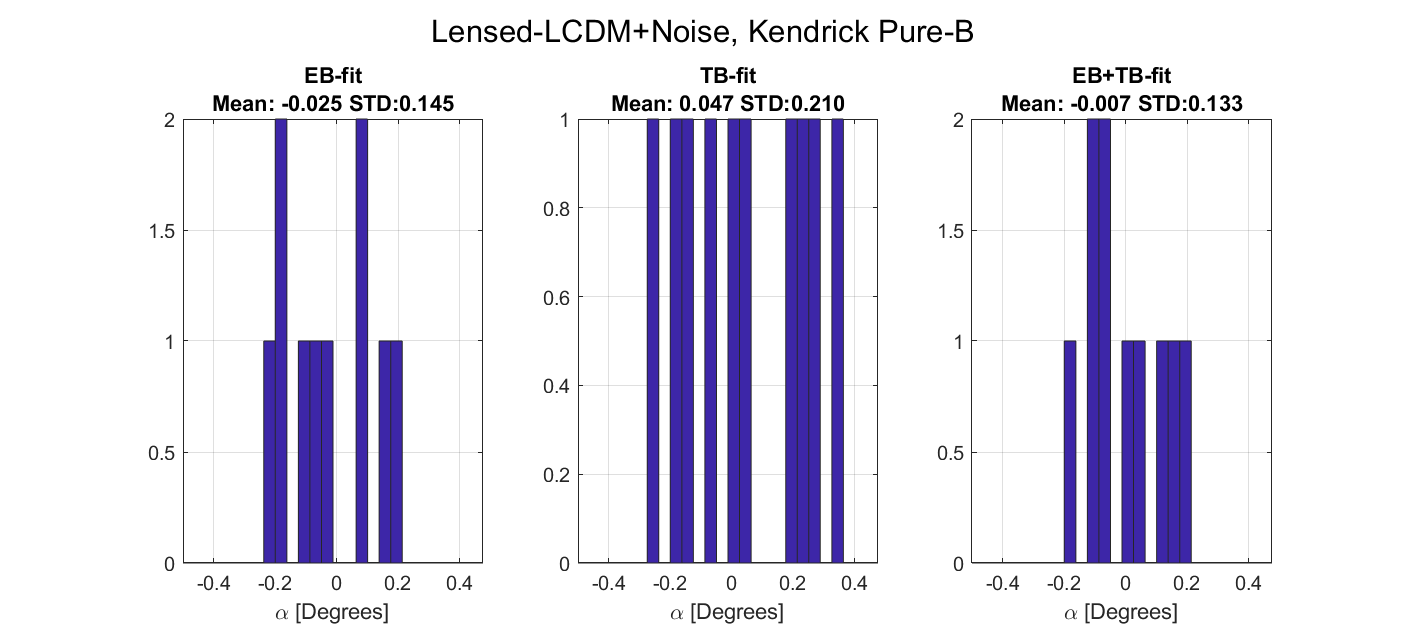 Lensed-LCDM+Noise, Kendrick Pure-B
EB-fit
Mean: -0.025 STD:0.145
2
1.5
1
0.5
0
-0.4 -0.2 0 0.2 0.4
α [Degrees]
TB-fit
Mean: 0.047 STD:0.210
1
0.8
0.6
0.4
0.2
0
-0.4 -0.2 0 0.2 0.4
α [Degrees]
EB+TB-fit
Mean: -0.007 STD:0.133
2
1.5
1
0.5
0
-0.4 -0.2 0 0.2 0.4
α [Degrees]